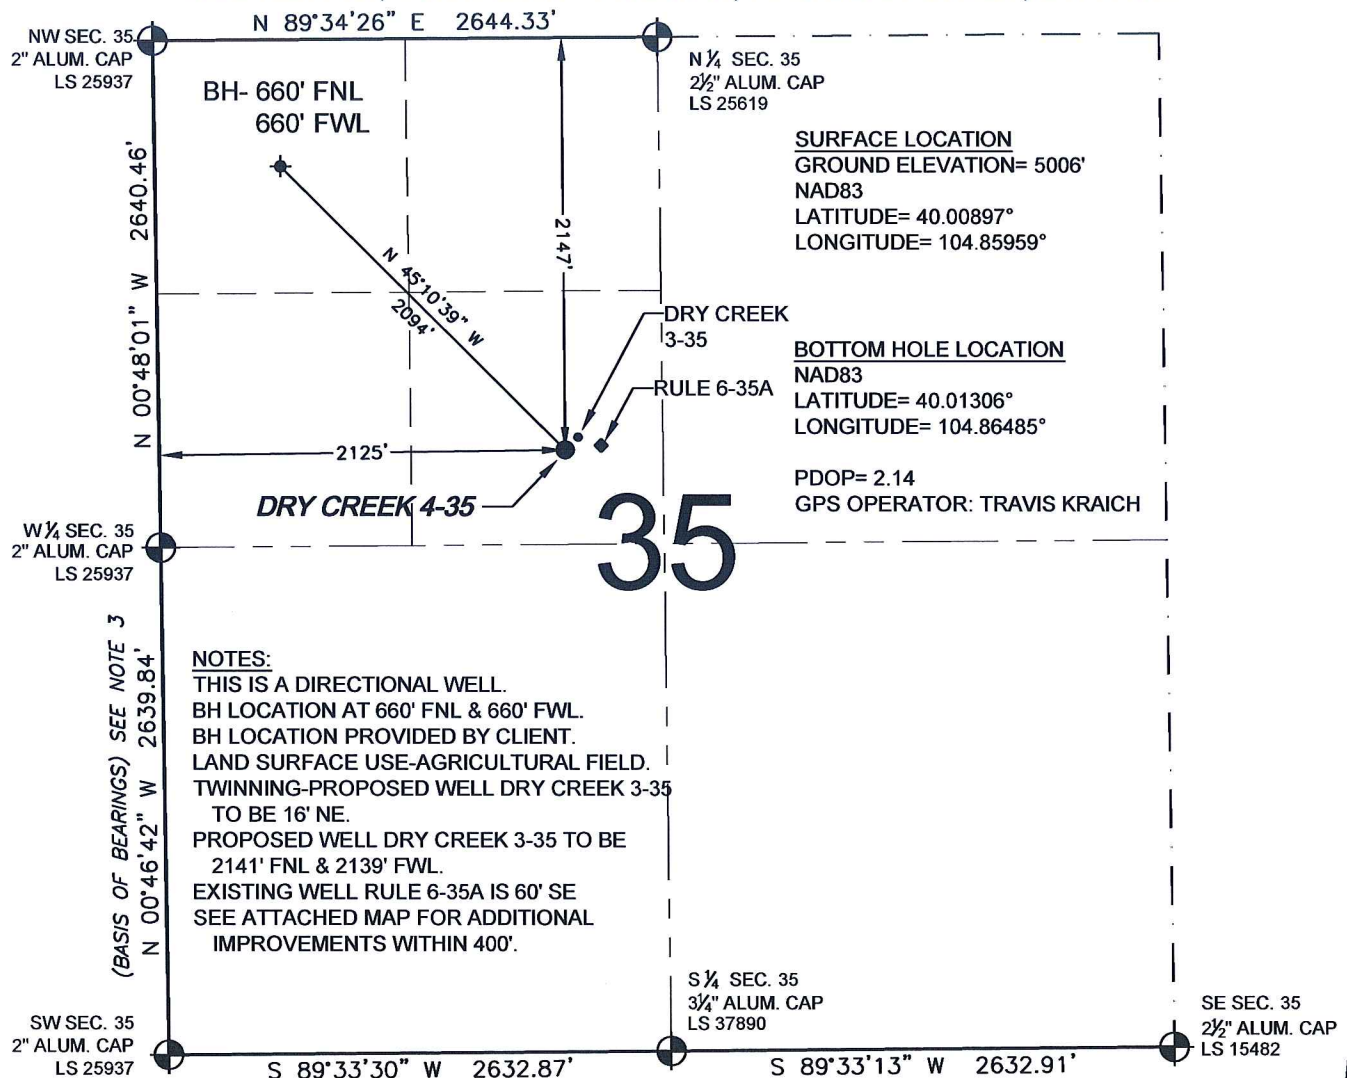 N 89°34'26" E 2644.33'
NW SEC. 35
2" ALUM. CAP
LS 25937
N ¼ SEC. 35
2½" ALUM. CAP
LS 25619
BH- 660' FNL
660' FWL
SURFACE LOCATION
GROUND ELEVATION= 5006'
NAD83
LATITUDE= 40.00897°
LONGITUDE= 104.85959°
N 00°48'01" W 2640.46'
2147'
N 45°10'39" W
2094'
DRY CREEK
3-35
RULE 6-35A
BOTTOM HOLE LOCATION
NAD83
LATITUDE= 40.01306°
LONGITUDE= 104.86485°
PDOP= 2.14
GPS OPERATOR: TRAVIS KRAICH
2125'
DRY CREEK 4-35
35
W ¼ SEC. 35
2" ALUM. CAP
LS 25937
(BASIS OF BEARINGS) SEE NOTE 3
N 00°46'42" W 2639.84'
NOTES:
THIS IS A DIRECTIONAL WELL.
BH LOCATION AT 660' FNL & 660' FWL.
BH LOCATION PROVIDED BY CLIENT.
LAND SURFACE USE-AGRICULTURAL FIELD.
TWINNING-PROPOSED WELL DRY CREEK 3-35
TO BE 16' NE.
PROPOSED WELL DRY CREEK 3-35 TO BE
2141' FNL & 2139' FWL.
EXISTING WELL RULE 6-35A IS 60' SE
SEE ATTACHED MAP FOR ADDITIONAL
IMPROVEMENTS WITHIN 400'.
S ¼ SEC. 35
3¼" ALUM. CAP
LS 37890
SE SEC. 35
2½" ALUM. CAP
LS 15482
SW SEC. 35
2" ALUM. CAP
LS 25937
S 89°33'30" W 2632.87'
S 89°33'13" W 2632.91'